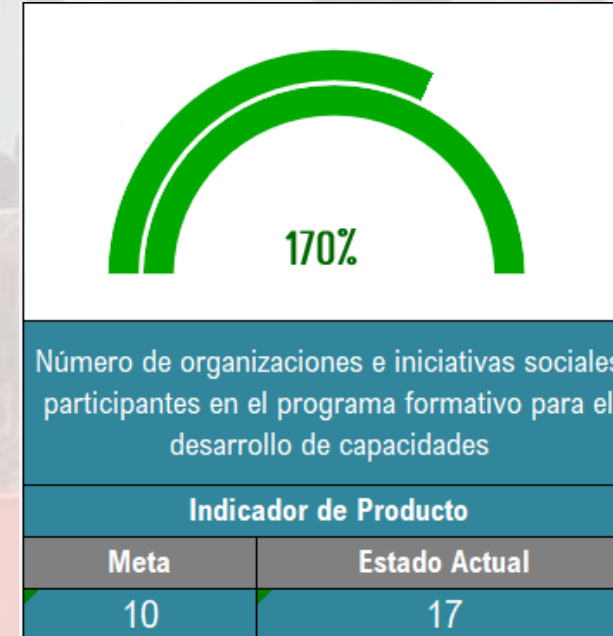 170%
Número de organizaciones e iniciativas sociales
participantes en el programa formativo para el
desarrollo de capacidades
Indicador de Producto
Meta Estado Actual
10 17